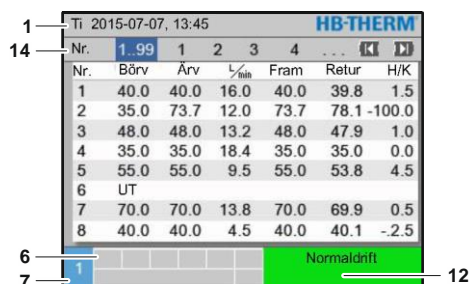 1 Ti 2015-07-07, 13:45 HB-THERM
14 Nr. 1..99 1 2 3 4 ...
Nr. Börv Ärv L/min Fram Retur H/K
1 40.0 40.0 16.0 40.0 39.8 1.5
2 35.0 73.7 12.0 73.7 78.1 -100.0
3 48.0 48.0 13.2 48.0 47.9 1.0
4 35.0 35.0 18.4 35.0 35.0 0.0
5 55.0 55.0 9.5 55.0 53.8 4.5
6 UT
7 70.0 70.0 13.8 70.0 69.9 0.5
8 40.0 40.0 4.5 40.0 40.1 -.2.5
6 Normaldrift
7 1 12